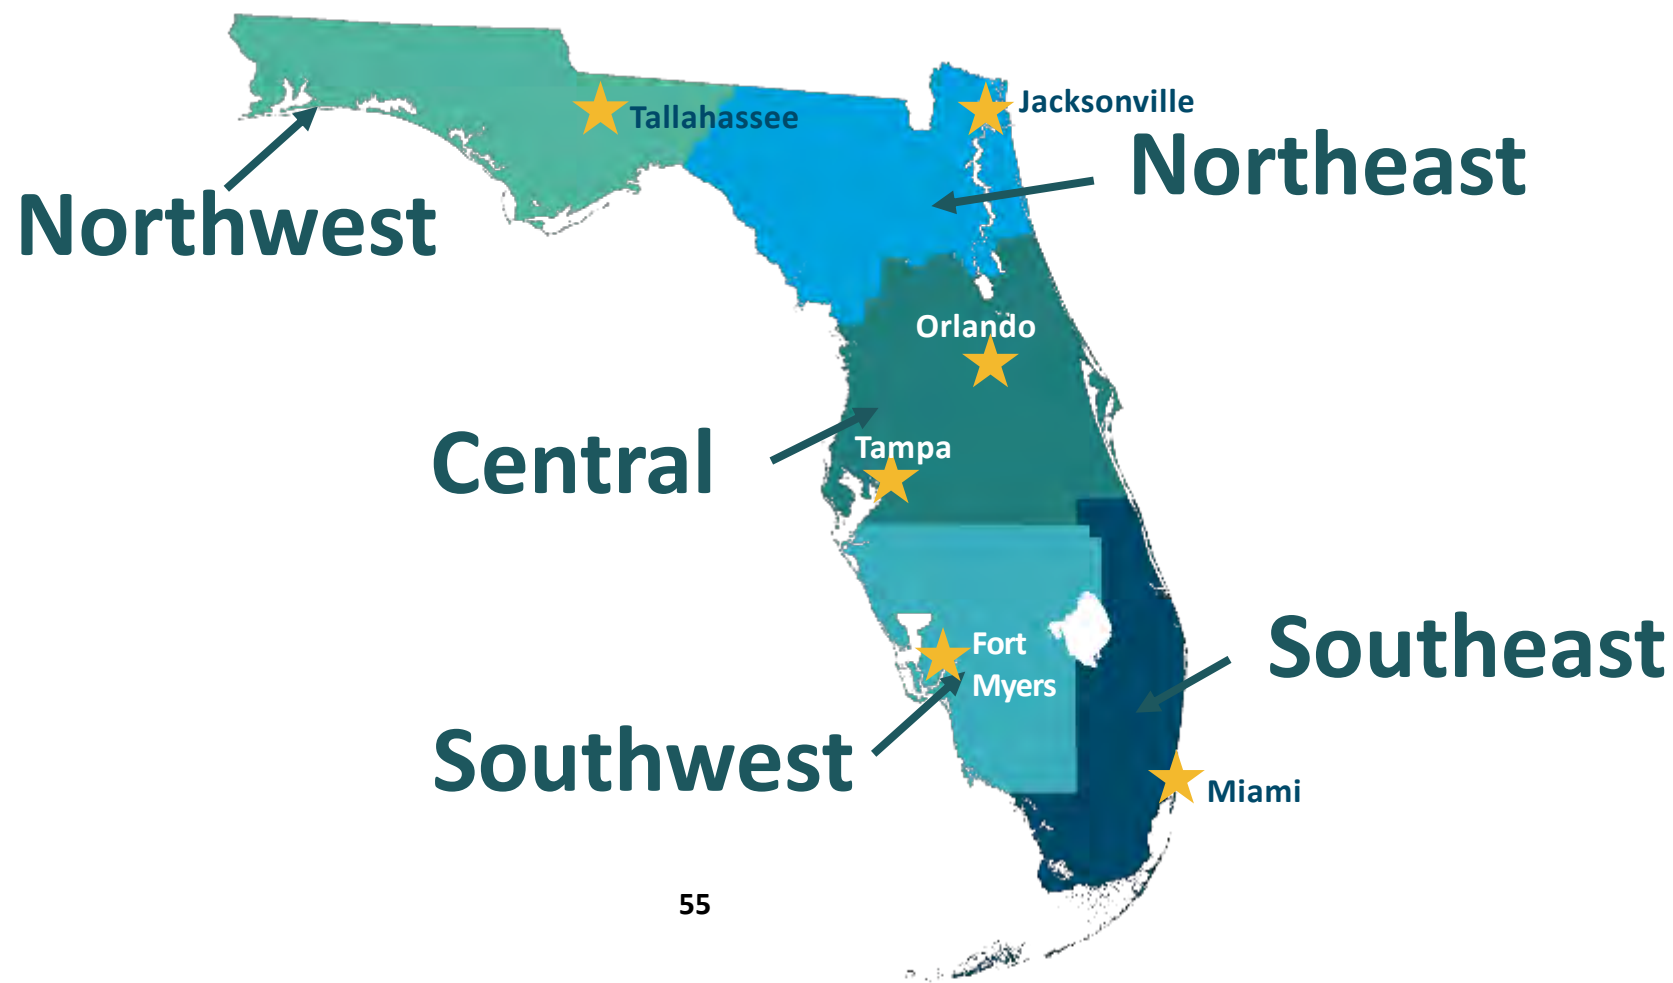 Jacksonville
Tallahassee
Northeast
Northwest
Orlando
Central
Tampa
Fort
Myers
Southeast
Southwest
Miami
55